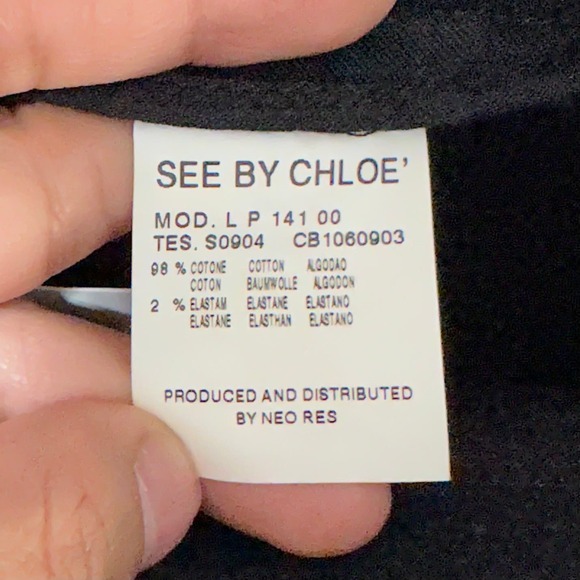 SEE BY CHLOE'
MOD. L P 141 00
TES. S0904 CB1060903
98 % COTONE COTTON ALGODAO
COTON BAUMWOLLE ALGODON
2 % ELASTAM ELASTANE ELASTANO
ELASTANE ELASTHAN ELASTANO
PRODUCED AND DISTRIBUTED
BY NEO RES